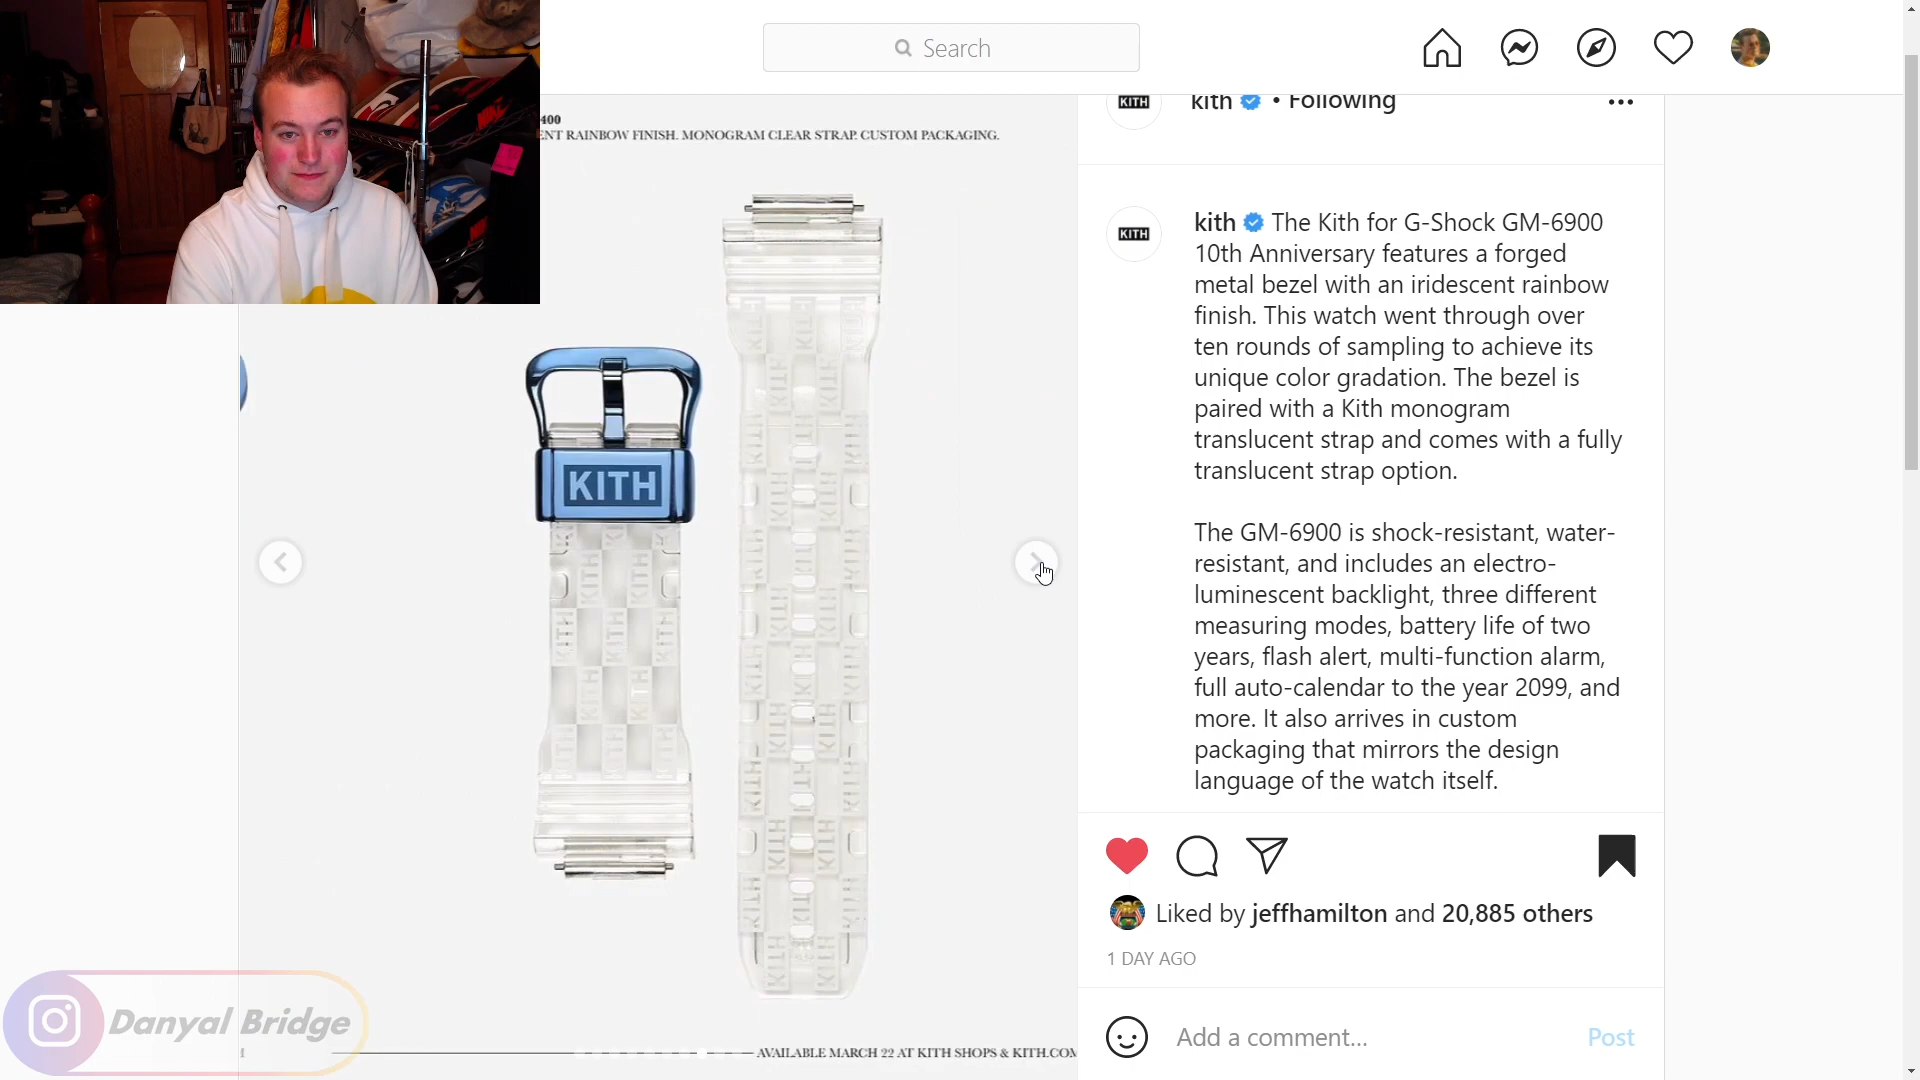 Search
400
ENT RAINBOW FINISH. MONOGRAM CLEAR STRAP. CUSTOM PACKAGING.
KITH
kith • Following
KITH
kith The Kith for G-Shock GM-6900
10th Anniversary features a forged
metal bezel with an iridescent rainbow
finish. This watch went through over
ten rounds of sampling to achieve its
unique color gradation. The bezel is
paired with a Kith monogram
translucent strap and comes with a fully
translucent strap option.
The GM-6900 is shock-resistant, water-
resistant, and includes an electro-
luminescent backlight, three different
measuring modes, battery life of two
years, flash alert, multi-function alarm,
full auto-calendar to the year 2099, and
more. It also arrives in custom
packaging that mirrors the design
language of the watch itself.
KITH
Liked by jeffhamilton and 20,885 others
1 DAY AGO
Add a comment...
Post
Danyal Bridge
AVAILABLE MARCH 22 AT KITH SHOPS & KITH.COM